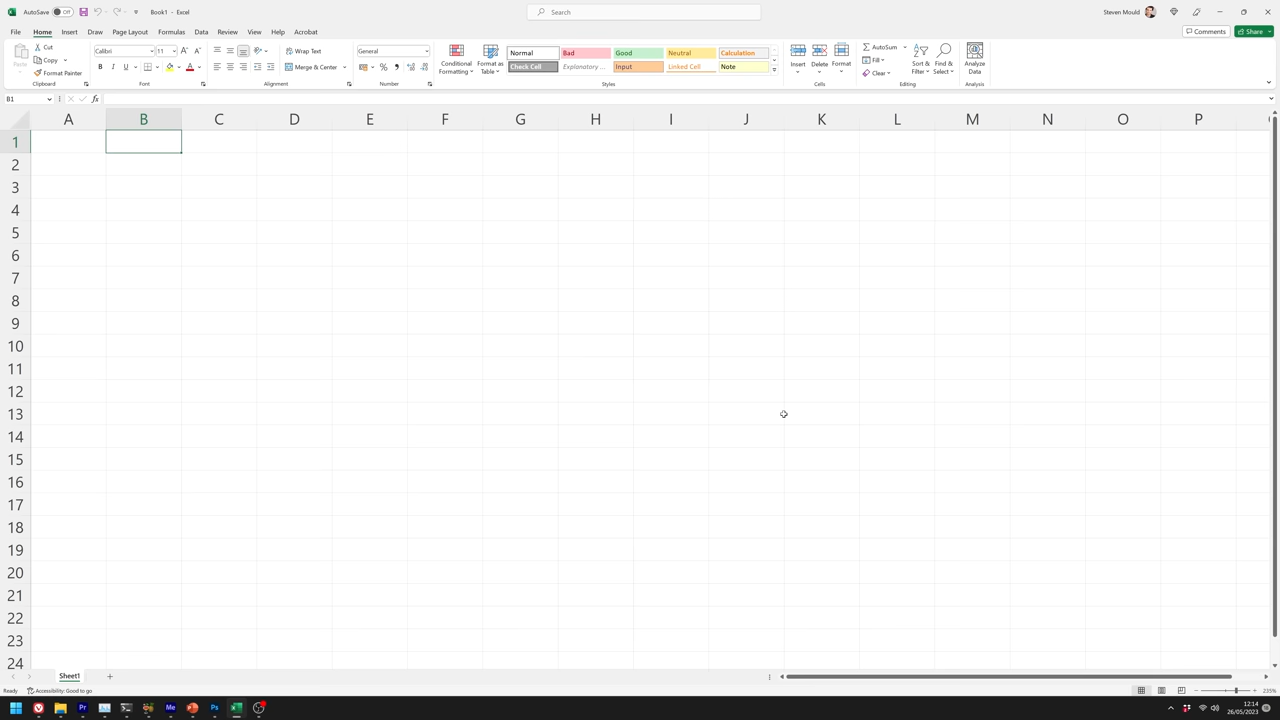 AutoSave Off Book1 - Excel Search Steven Mould
File Home Insert Draw Page Layout Formulas Data Review View Help Acrobat Comments Share
Cut
Copy
Format Painter
Clipboard
Calibri 11
B I U
Font
Wrap Text
Merge & Center
Alignment
General
%
Number
Conditional Formatting
Format as Table
Normal Bad Good Neutral Calculation
Check Cell Explanatory ... Input Linked Cell Note
Styles
Insert Delete Format
Cells
AutoSum
Fill
Clear
Sort & Filter
Find & Select
Editing
Analyze Data
Analysis
B1 fx
A B C D E F G H I J K L M N O P
1
2
3
4
5
6
7
8
9
10
11
12
13
14
15
16
17
18
19
20
21
22
23
24
Sheet1
Ready Accessibility: Good to go 235%
Pr Me Ps
12:14
26/05/2023